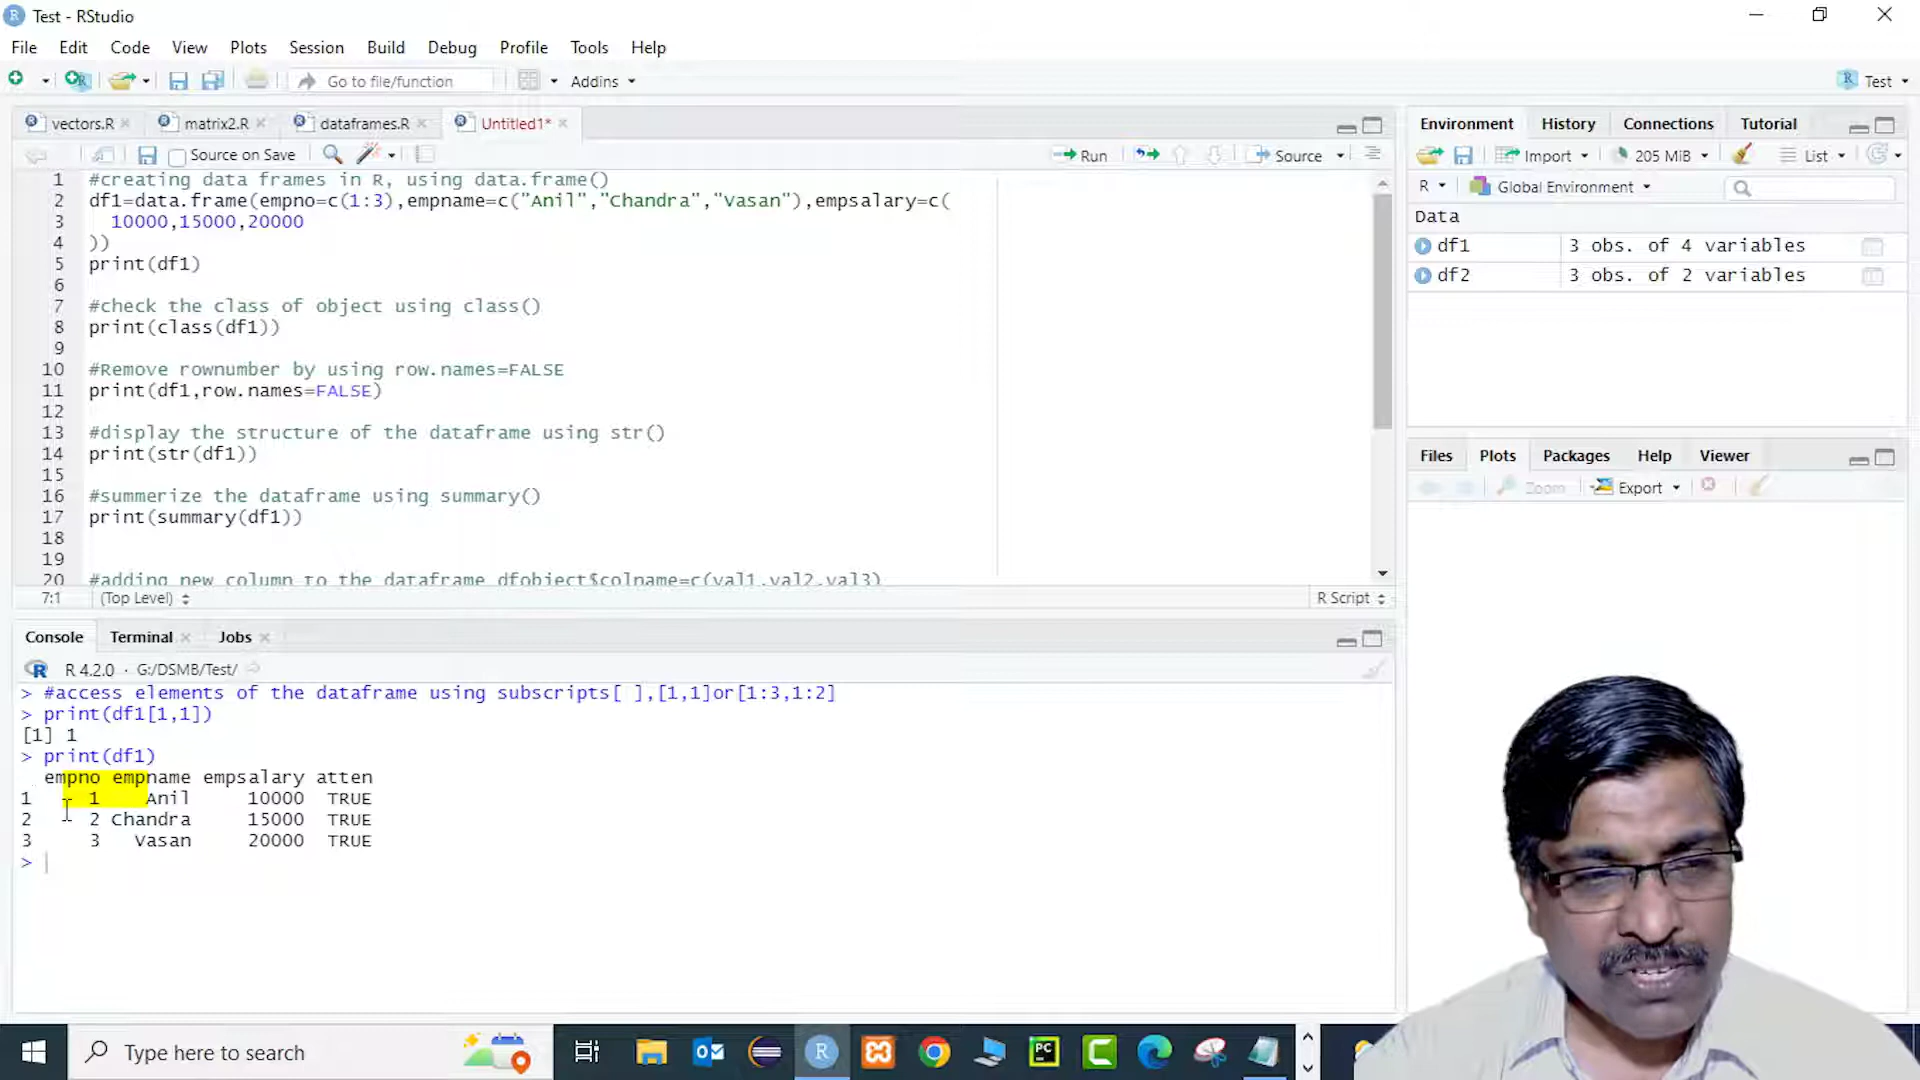 Test - RStudio
File Edit Code View Plots Session Build Debug Profile Tools Help
Go to file/function Addins Test
vectors.R matrix2.R dataframes.R Untitled1*
Source on Save Run Source
1 #creating data frames in R, using data.frame()
2 df1=data.frame(empno=c(1:3),empname=c("Anil","Chandra","Vasan"),empsalary=c(
3 10000,15000,20000
4 ))
5 print(df1)
6
7 #check the class of object using class()
8 print(class(df1))
9
10 #Remove rownumber by using row.names=FALSE
11 print(df1,row.names=FALSE)
12
13 #display the structure of the dataframe using str()
14 print(str(df1))
15
16 #summerize the dataframe using summary()
17 print(summary(df1))
18
19
20 #adding new column to the dataframe dfobject$colname=c(val1,val2,val3)
7:1 (Top Level) R Script
Console Terminal Jobs
R 4.2.0 · G:/DSMB/Test/
> #access elements of the dataframe using subscripts[ ],[1,1]or[1:3,1:2]
> print(df1[1,1])
[1] 1
> print(df1)
empno empname empsalary atten
1 1 Anil 10000 TRUE
2 2 Chandra 15000 TRUE
3 3 Vasan 20000 TRUE
>
Environment History Connections Tutorial
Import 205 MiB List
R Global Environment
Data
df1 3 obs. of 4 variables
df2 3 obs. of 2 variables
Files Plots Packages Help Viewer
Zoom Export
Type here to search